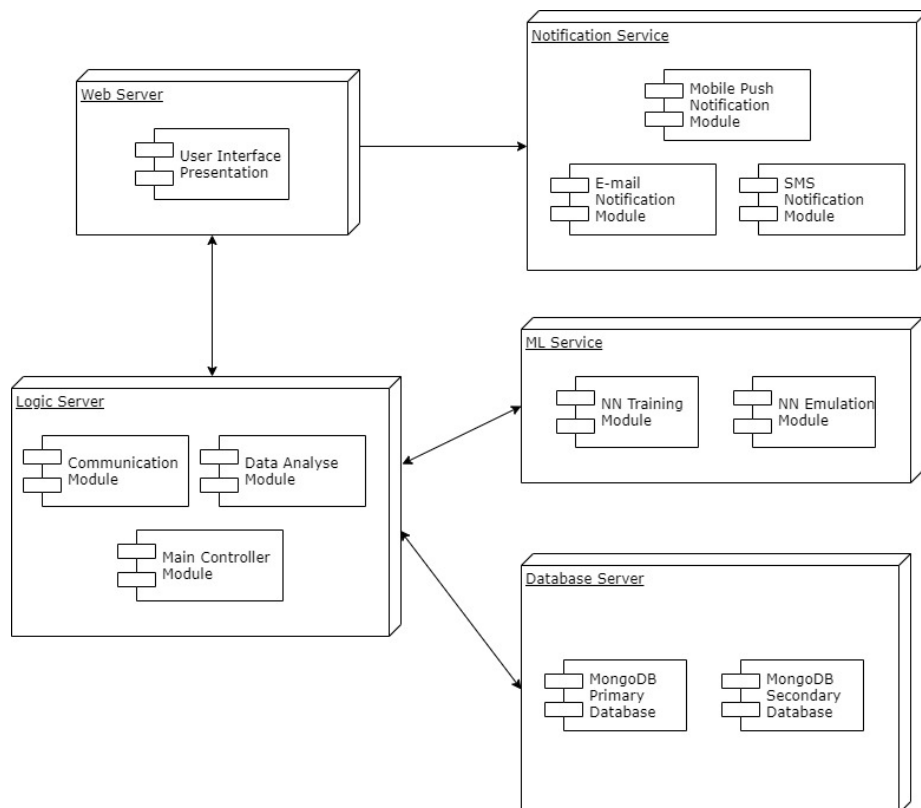 Notification Service
Mobile Push
Notification
Module
Web Server
User Interface
Presentation
E-mail
Notification
Module
SMS
Notification
Module
ML Service
NN Training
Module
NN Emulation
Module
Logic Server
Communication
Module
Data Analyse
Module
Main Controller
Module
Database Server
MongoDB
Primary
Database
MongoDB
Secondary
Database